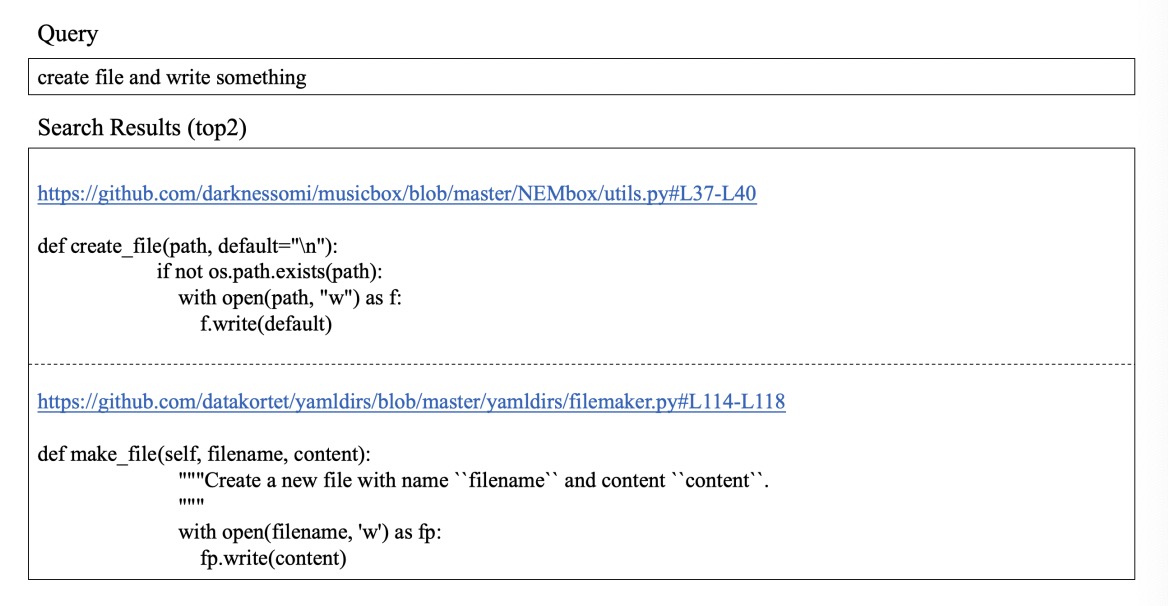 Query
create file and write something
Search Results (top2)
https://github.com/darknessomi/musicbox/blob/master/NEMbox/utils.py#L37-L40
def create_file(path, default="\n"):
if not os.path.exists(path):
with open(path, "w") as f:
f.write(default)
https://github.com/datakortet/yamldirs/blob/master/yamldirs/filemaker.py#L114-L118
def make_file(self, filename, content):
"""Create a new file with name ``filename`` and content ``content``.
"""
with open(filename, 'w') as fp:
fp.write(content)